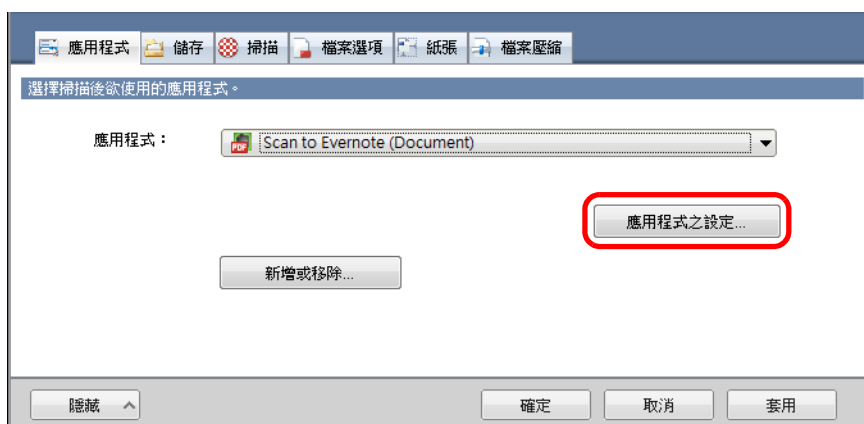 應用程式 儲存 掃描 檔案選項 紙張 檔案壓縮
選擇掃描後欲使用的應用程式。
應用程式： PDF Scan to Evernote (Document)
應用程式之設定...
新增或移除...
隱藏 確定 取消 套用